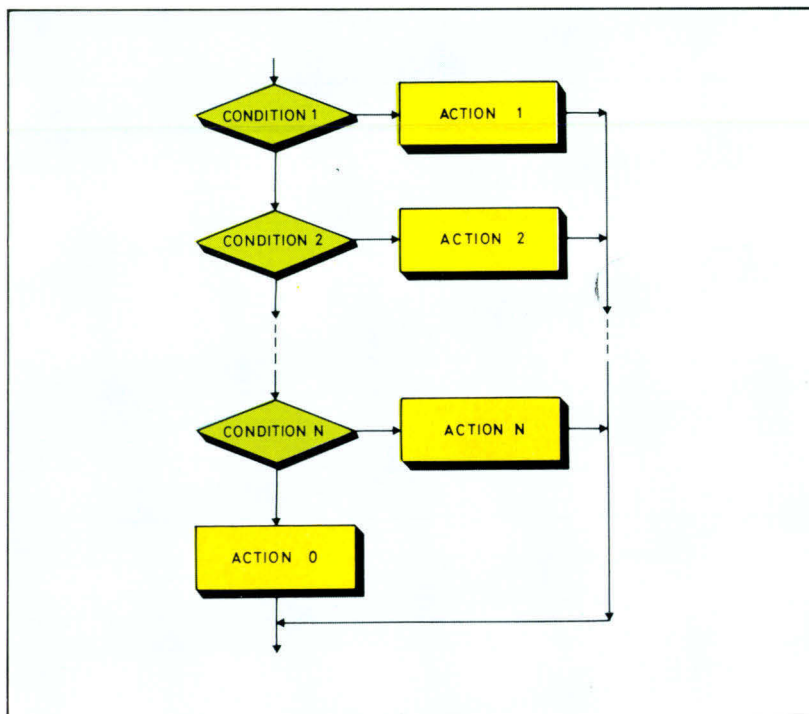 CONDITION 1
ACTION 1
CONDITION 2
ACTION 2
CONDITION N
ACTION N
ACTION 0